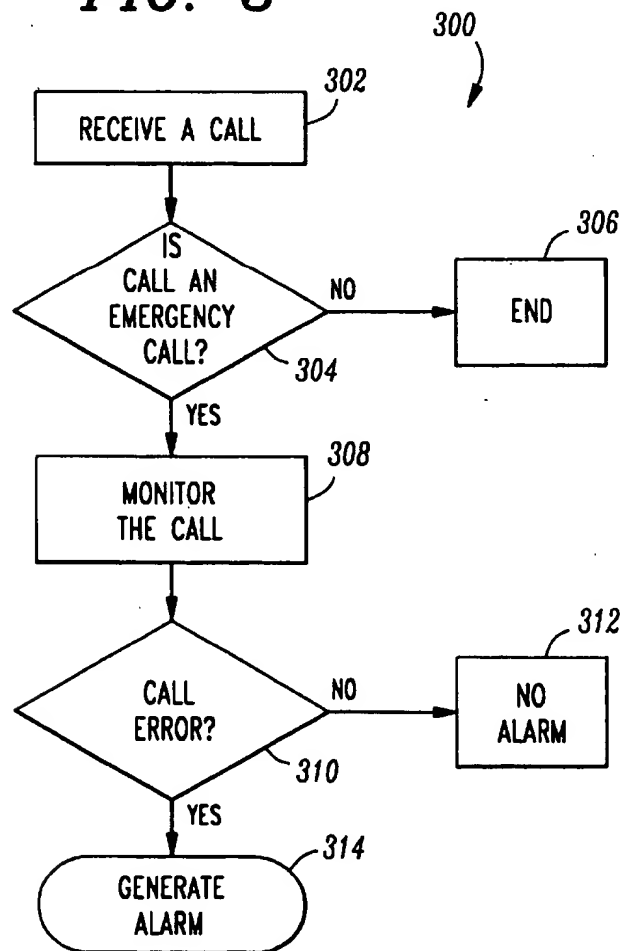 300
302
RECEIVE A CALL
IS
CALL AN
EMERGENCY
CALL?
304
NO
306
END
YES
308
MONITOR
THE CALL
CALL
ERROR?
310
NO
312
NO
ALARM
YES
314
GENERATE
ALARM